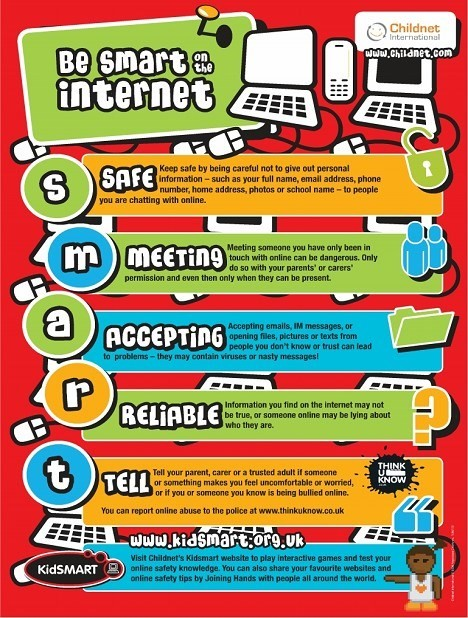 Childnet
International
www.childnet.com
Be smart on the
internet
s
SAFE
Keep safe by being careful not to give out personal
information – such as your full name, email address, phone
number, home address, photos or school name – to people
you are chatting with online.
m
MEETING
Meeting someone you have only been in
touch with online can be dangerous. Only
do so with your parents' or carers'
permission and even then only when they can be present.
a
ACCEPTING
Accepting emails, IM messages, or
opening files, pictures or texts from
people you don't know or trust can lead
to problems – they may contain viruses or nasty messages!
r
RELIABLE
Information you find on the internet may not
be true, or someone online may be lying about
who they are.
t
TELL
Tell your parent, carer or a trusted adult if someone
or something makes you feel uncomfortable or worried,
or if you or someone you know is being bullied online.
You can report online abuse to the police at www.thinkuknow.co.uk
THINK
U
KNOW
www.kidsmart.org.uk
KidSMART
Visit Childnet's Kidsmart website to play interactive games and test your
online safety knowledge. You can also share your favourite websites and
online safety tips by Joining Hands with people all around the world.